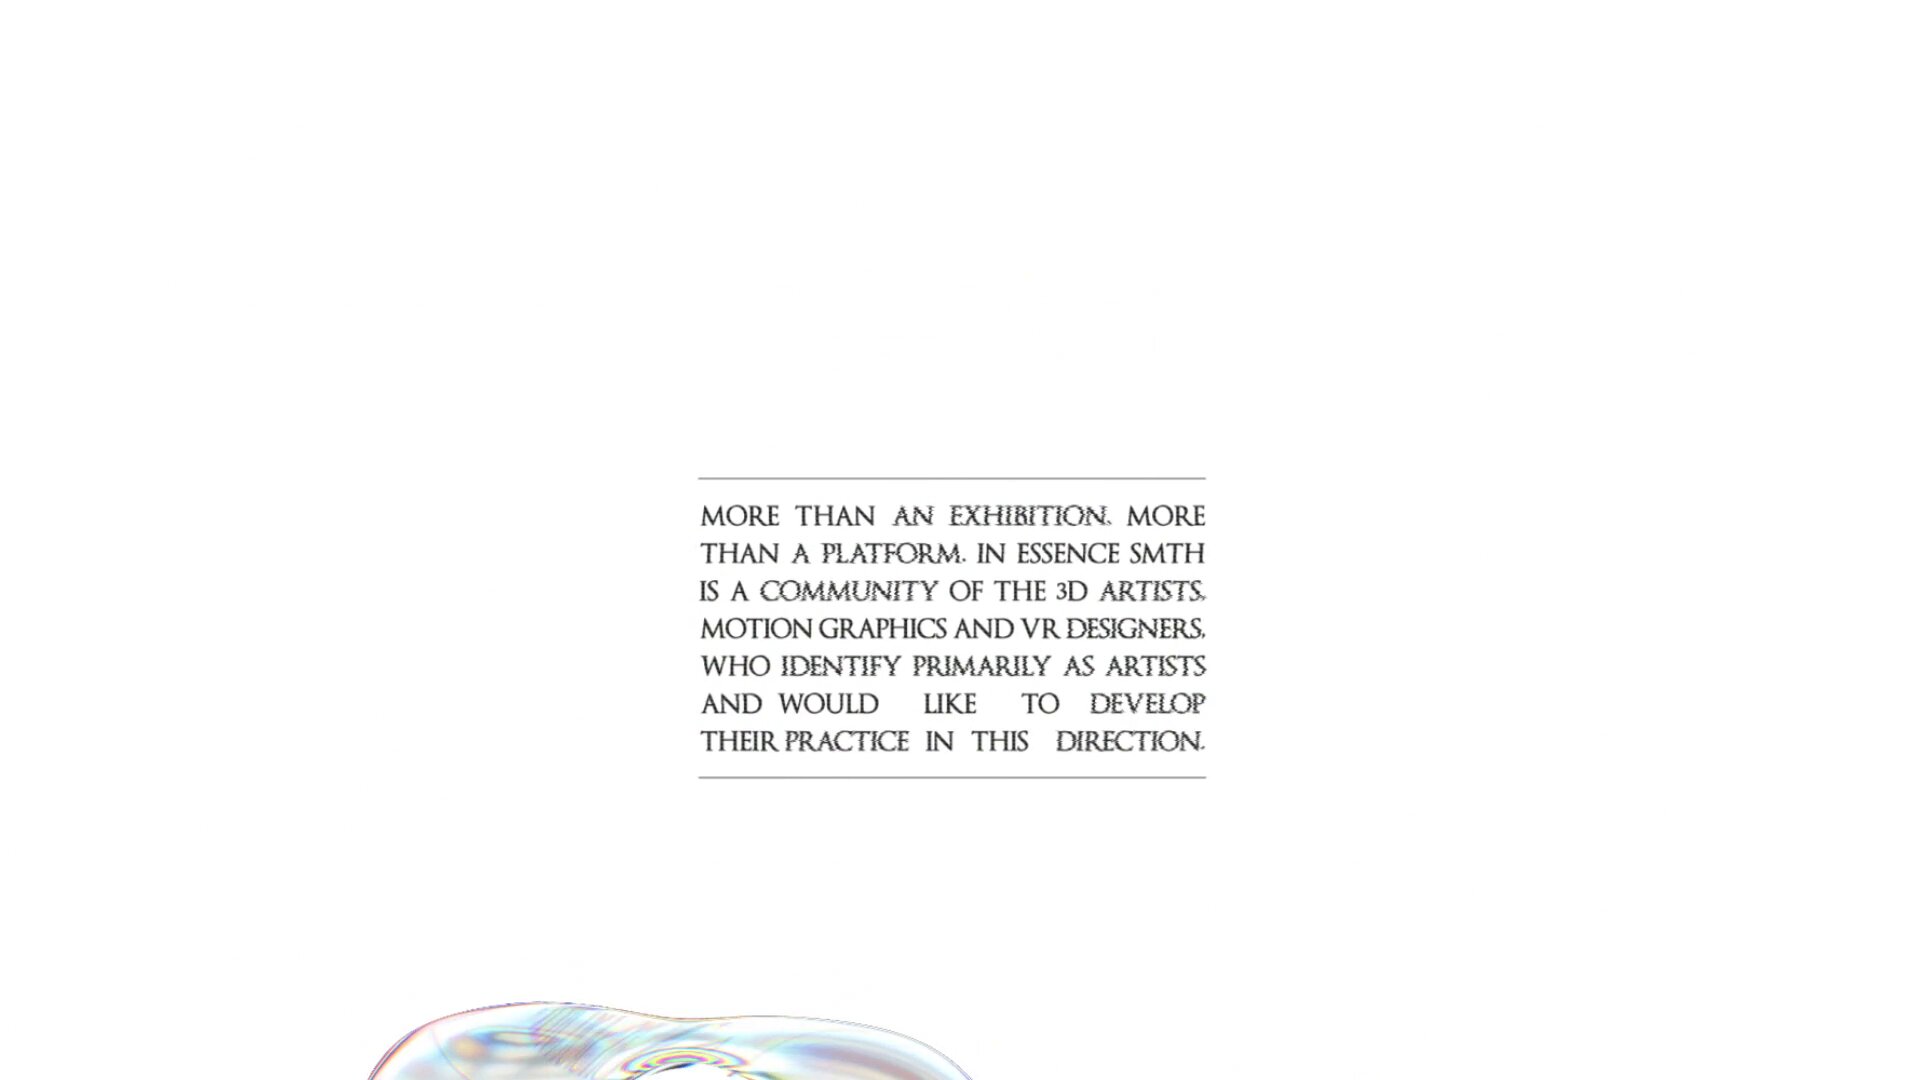 MORE THAN AN EXHIBITION. MORE
THAN A PLATFORM. IN ESSENCE SMTH
IS A COMMUNITY OF THE 3D ARTISTS,
MOTION GRAPHICS AND VR DESIGNERS,
WHO IDENTIFY PRIMARILY AS ARTISTS
AND WOULD LIKE TO DEVELOP
THEIR PRACTICE IN THIS DIRECTION.